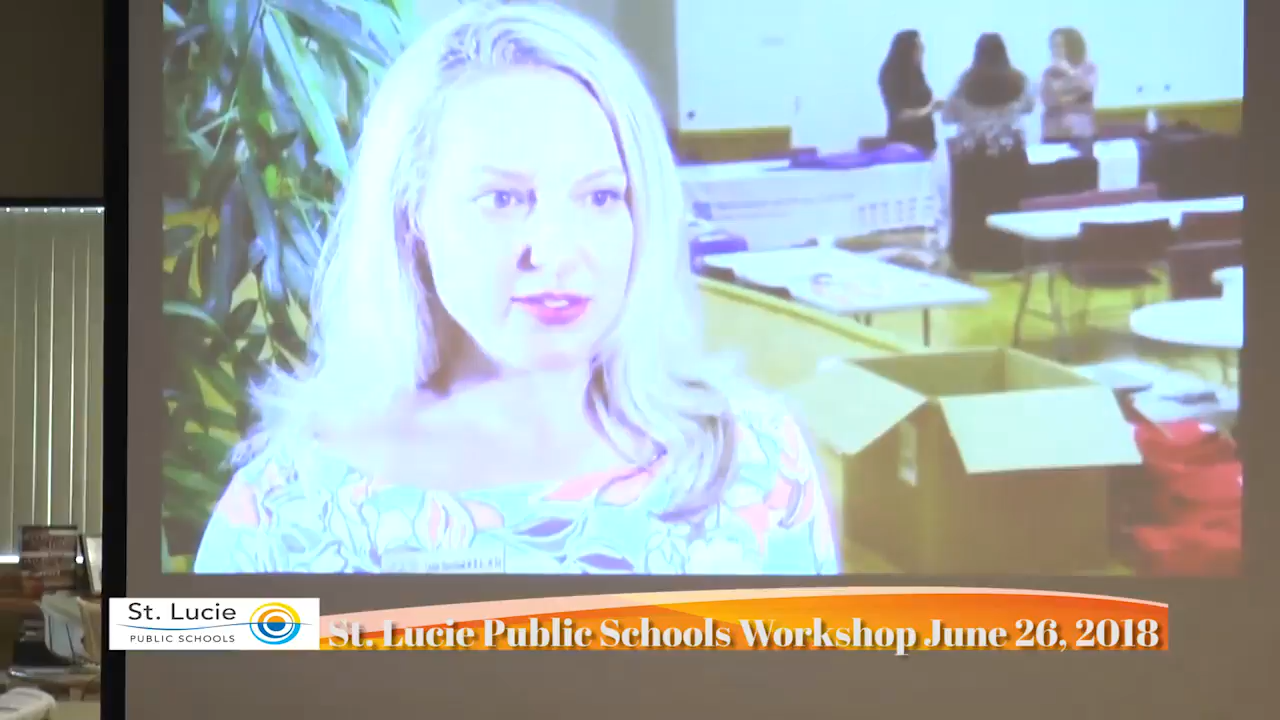 St. Lucie
PUBLIC SCHOOLS
St. Lucie Public Schools Workshop June 26, 2018